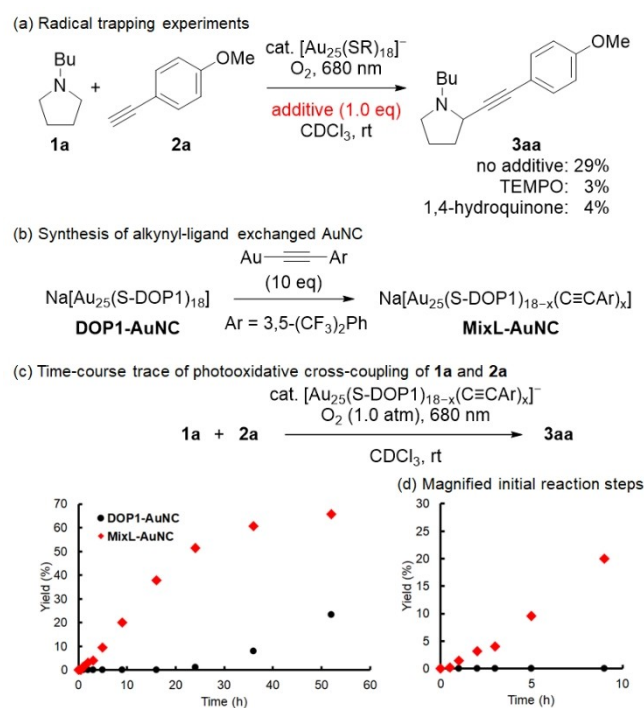 (a) Radical trapping experiments
Bu
N
1a
+
2a
OMe
cat. [Au25(SR)18]−
O2, 680 nm
additive (1.0 eq)
CDCl3, rt
Bu
N
OMe
3aa
no additive: 29%
TEMPO: 3%
1,4-hydroquinone: 4%
(b) Synthesis of alkynyl-ligand exchanged AuNC
Na[Au25(S-DOP1)18]
DOP1-AuNC
Au Ar
(10 eq)
Ar = 3,5-(CF3)2Ph
Na[Au25(S-DOP1)18−x(C≡CAr)x]
MixL-AuNC
(c) Time-course trace of photooxidative cross-coupling of 1a and 2a
1a + 2a
cat. [Au25(S-DOP1)18−x(C≡CAr)x]−
O2 (1.0 atm), 680 nm
CDCl3, rt
3aa
70
60
50
40
30
20
10
0
Yield (%)
DOP1-AuNC
MixL-AuNC
0 10 20 30 40 50 60
Time (h)
(d) Magnified initial reaction steps
30
25
20
15
10
5
0
Yield (%)
0 5 10
Time (h)